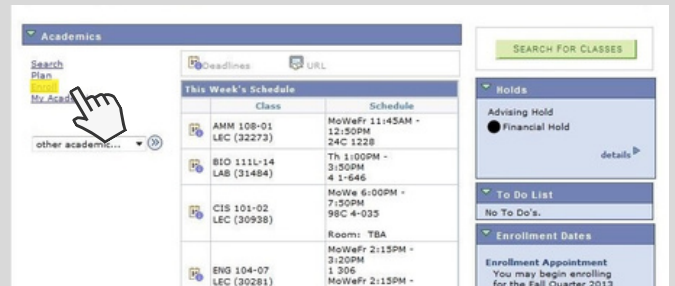 Academics
Search
Plan
Enroll
My Acad
other academic...
Deadlines
URL
This Week's Schedule
Class
Schedule
AMM 108-01
LEC (32273)
MoWeFr 11:45AM -
12:50PM
24C 1228
BIO 111L-14
LAB (31484)
Th 1:00PM -
3:50PM
4 1-646
CIS 101-02
LEC (30938)
MoWe 6:00PM -
7:50PM
98C 4-035
Room: TBA
ENG 104-07
LEC (30281)
MoWeFr 2:15PM -
3:20PM
1 306
MoWeFr 2:15PM -
SEARCH FOR CLASSES
Holds
Advising Hold
Financial Hold
details
To Do List
No To Do's.
Enrollment Dates
Enrollment Appointment
You may begin enrolling
for the Fall Quarter 2013